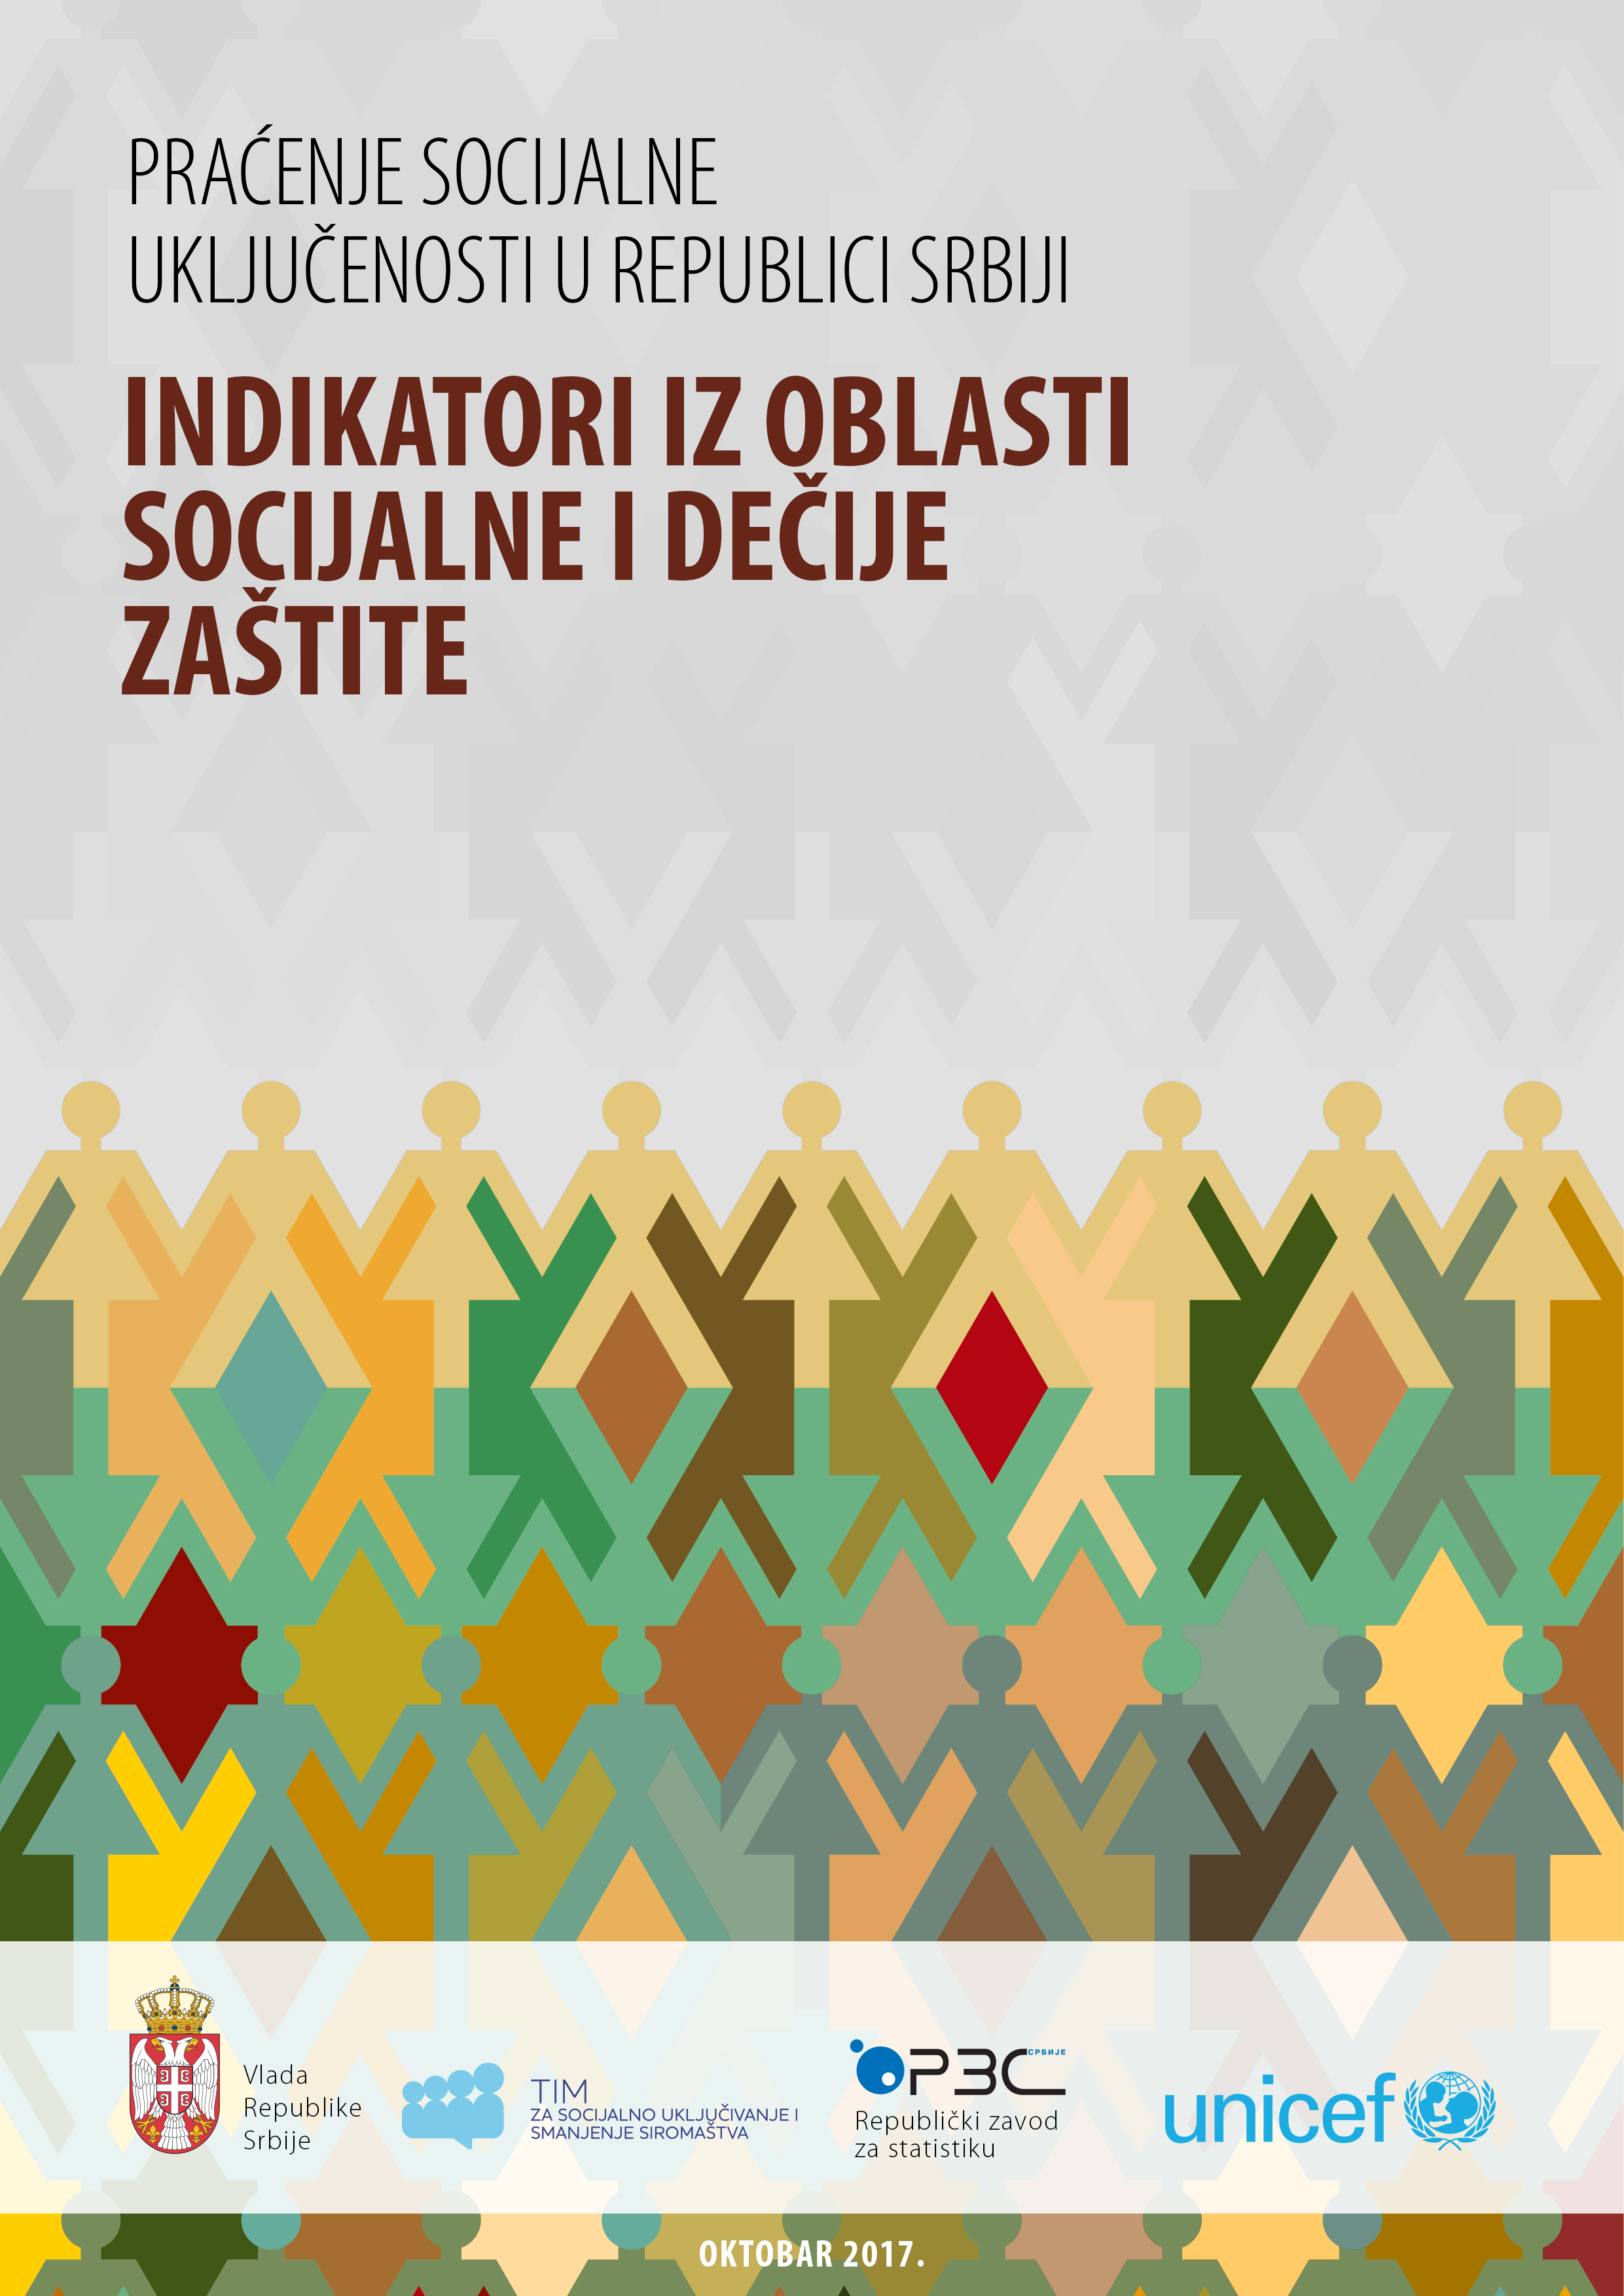 PRAĆENJE SOCIJALNE
UKLJUČENOSTI U REPUBLICI SRBIJI
INDIKATORI IZ OBLASTI
SOCIJALNE I DEČIJE
ZAŠTITE
Vlada
Republike
Srbije
TIM
ZA SOCIJALNO UKLJUČIVANJE I
SMANJENJE SIROMAŠTVA
РЗС СРБИЈЕ
Republički zavod
za statistiku
unicef
OKTOBAR 2017.